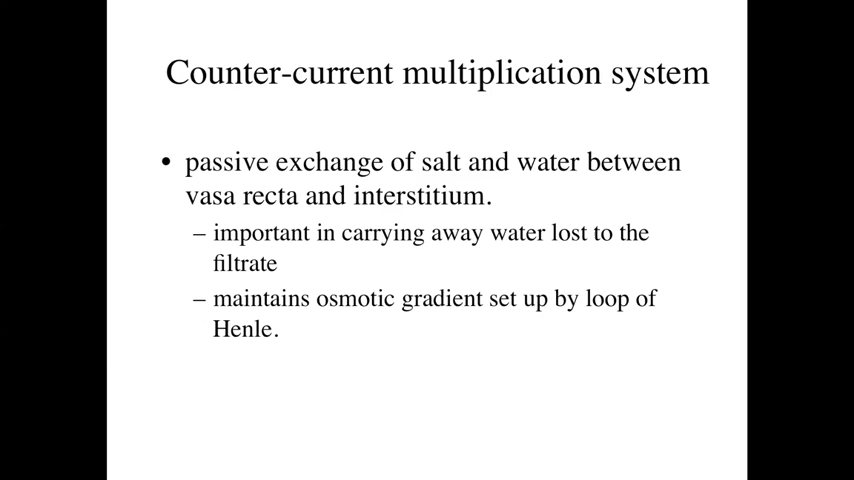 Counter-current multiplication system
• passive exchange of salt and water between
vasa recta and interstitium.
– important in carrying away water lost to the
filtrate
– maintains osmotic gradient set up by loop of
Henle.